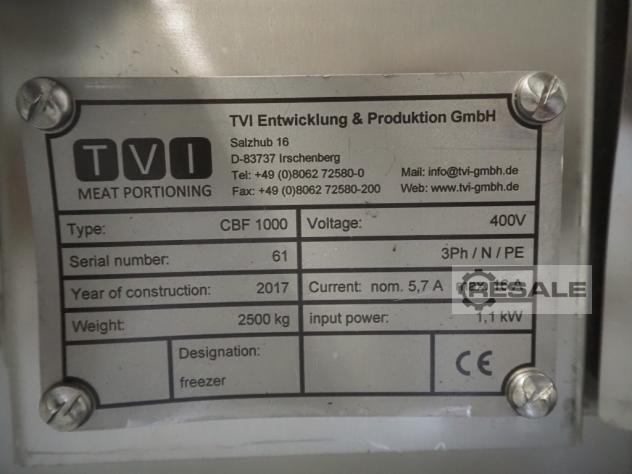 TVI Entwicklung & Produktion GmbH
TVI
MEAT PORTIONING
Salzhub 16
D-83737 Irschenberg
Tel: +49 (0)8062 72580-0 Mail: info@tvi-gmbh.de
Fax: +49 (0)8062 72580-200 Web: www.tvi-gmbh.de
Type: CBF 1000 Voltage: 400V
Serial number: 61 3Ph / N / PE
Year of construction: 2017 Current: nom. 5,7 A max. 16 A
RESALE
Weight: 2500 kg input power: 1,1 kW
Designation: CE
freezer